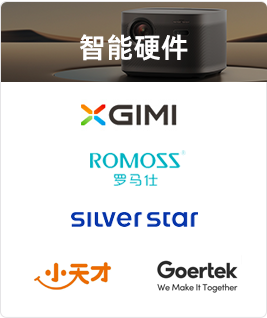 智能硬件
XGIMI
ROMOSS®
罗马仕
SILVER STAR
小天才
Goertek
We Make It Together